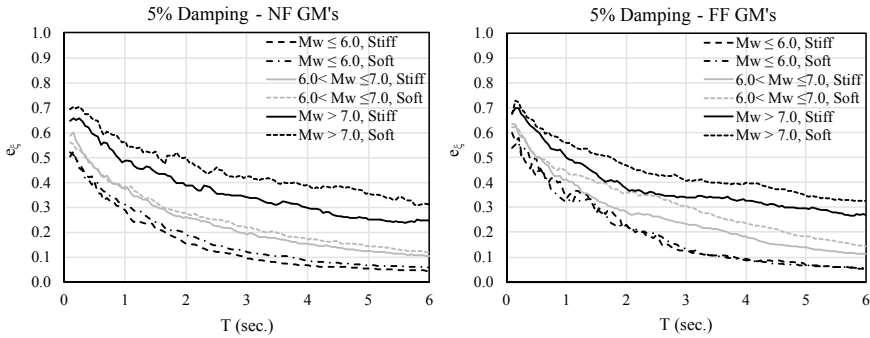 5% Damping - NF GM's
Mw ≤ 6.0, Stiff
Mw ≤ 6.0, Soft
6.0< Mw ≤7.0, Stiff
6.0< Mw ≤7.0, Soft
Mw > 7.0, Stiff
Mw > 7.0, Soft
1.0
0.9
0.8
0.7
0.6
0.5
0.4
0.3
0.2
0.1
0.0
eξ
0 1 2 3 4 5 6
T (sec.)
5% Damping - FF GM's
Mw ≤ 6.0, Stiff
Mw ≤ 6.0, Soft
6.0< Mw ≤7.0, Stiff
6.0< Mw ≤7.0, Soft
Mw > 7.0, Stiff
Mw > 7.0, Soft
1.0
0.9
0.8
0.7
0.6
0.5
0.4
0.3
0.2
0.1
0.0
eξ
0 1 2 3 4 5 6
T (sec.)